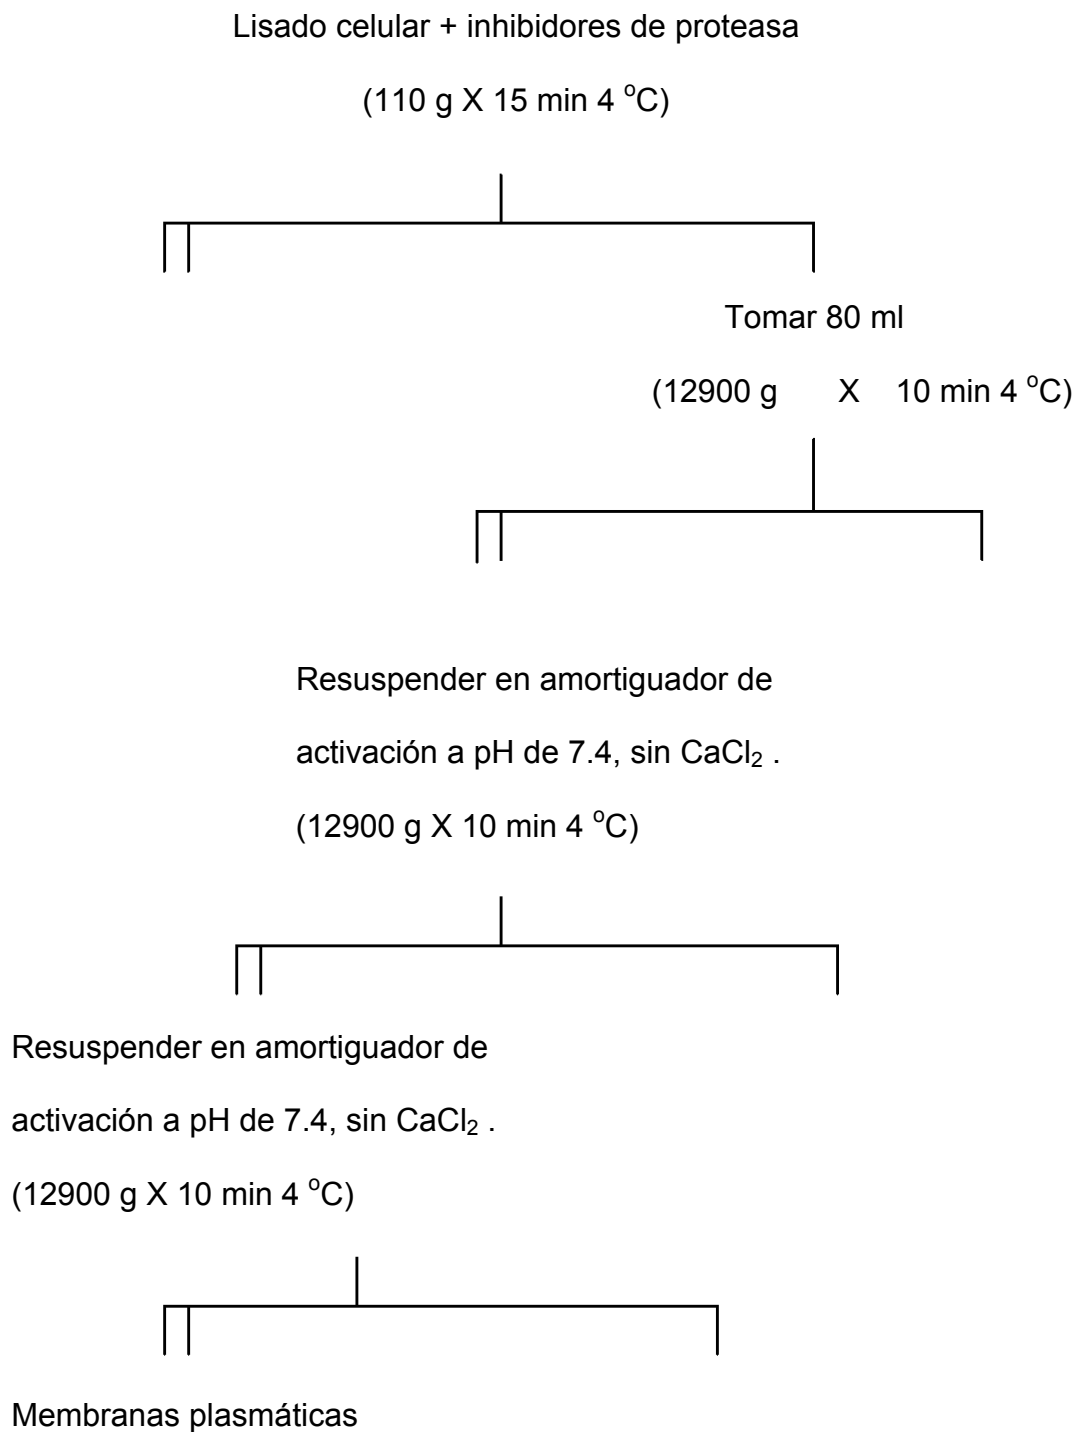 Lisado celular + inhibidores de proteasa
(110 g X 15 min 4 °C)
Tomar 80 ml
(12900 g X 10 min 4 °C)
Resuspender en amortiguador de
activación a pH de 7.4, sin CaCl₂ .
(12900 g X 10 min 4 °C)
Resuspender en amortiguador de
activación a pH de 7.4, sin CaCl₂ .
(12900 g X 10 min 4 °C)
Membranas plasmáticas